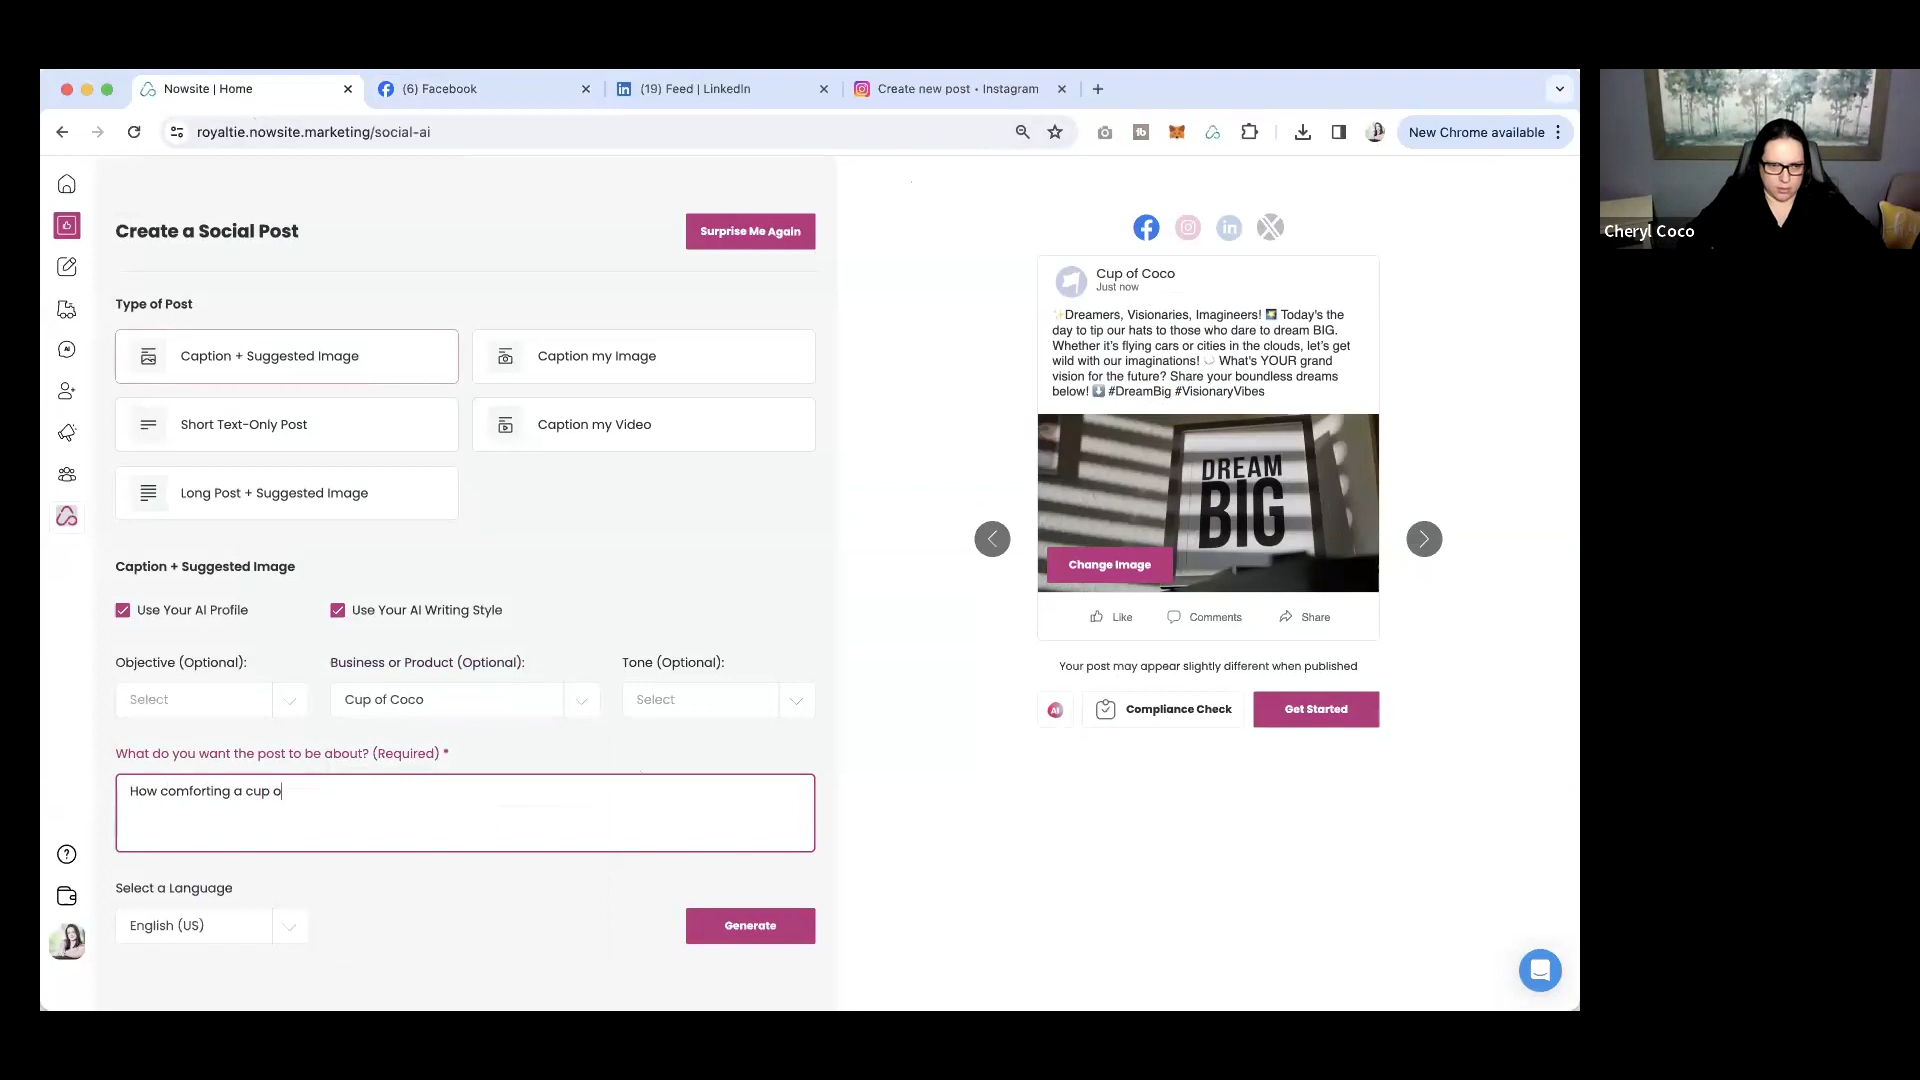 Nowsite | Home
(6) Facebook
(19) Feed | LinkedIn
Create new post • Instagram
royaltie.nowsite.marketing/social-ai
New Chrome available
Cheryl Coco
Create a Social Post
Surprise Me Again
Type of Post
Caption + Suggested Image
Caption my Image
Short Text-Only Post
Caption my Video
Long Post + Suggested Image
Caption + Suggested Image
Use Your AI Profile
Use Your AI Writing Style
Objective (Optional):
Business or Product (Optional):
Tone (Optional):
Select
Cup of Coco
Select
What do you want the post to be about? (Required) *
How comforting a cup o
Select a Language
English (US)
Generate
Cup of Coco
Just now
✨Dreamers, Visionaries, Imagineers! 🎆 Today's the
day to tip our hats to those who dare to dream BIG.
Whether it's flying cars or cities in the clouds, let's get
wild with our imaginations! 💭 What's YOUR grand
vision for the future? Share your boundless dreams
below! ⬇️ #DreamBig #VisionaryVibes
DREAM
BIG
Change Image
Like
Comments
Share
Your post may appear slightly different when published
AI
Compliance Check
Get Started